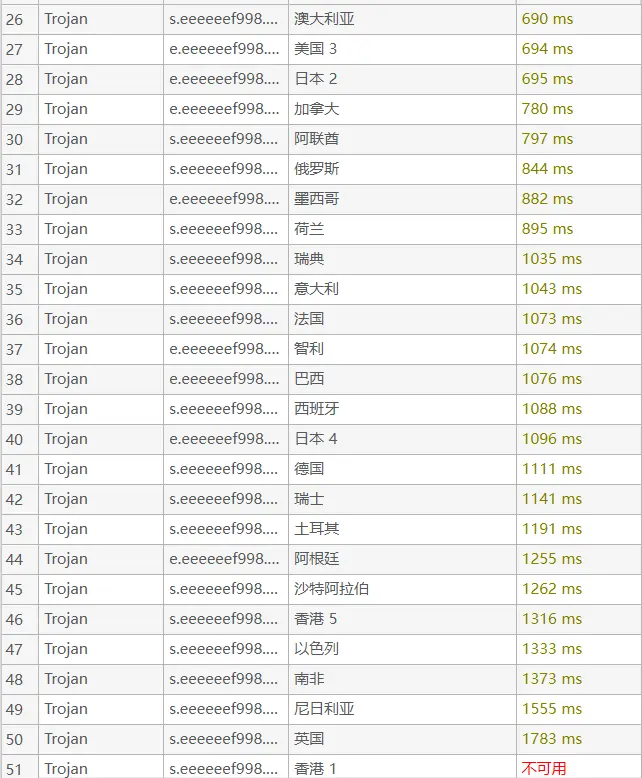 26 Trojan s.eeeeeef998.... 澳大利亚 690 ms
27 Trojan e.eeeeeef998.... 美国 3 694 ms
28 Trojan e.eeeeeef998.... 日本 2 695 ms
29 Trojan e.eeeeeef998.... 加拿大 780 ms
30 Trojan s.eeeeeef998.... 阿联酋 797 ms
31 Trojan s.eeeeeef998.... 俄罗斯 844 ms
32 Trojan e.eeeeeef998.... 墨西哥 882 ms
33 Trojan s.eeeeeef998.... 荷兰 895 ms
34 Trojan s.eeeeeef998.... 瑞典 1035 ms
35 Trojan s.eeeeeef998.... 意大利 1043 ms
36 Trojan s.eeeeeef998.... 法国 1073 ms
37 Trojan e.eeeeeef998.... 智利 1074 ms
38 Trojan e.eeeeeef998.... 巴西 1076 ms
39 Trojan s.eeeeeef998.... 西班牙 1088 ms
40 Trojan e.eeeeeef998.... 日本 4 1096 ms
41 Trojan s.eeeeeef998.... 德国 1111 ms
42 Trojan s.eeeeeef998.... 瑞士 1141 ms
43 Trojan s.eeeeeef998.... 土耳其 1191 ms
44 Trojan e.eeeeeef998.... 阿根廷 1255 ms
45 Trojan s.eeeeeef998.... 沙特阿拉伯 1262 ms
46 Trojan s.eeeeeef998.... 香港 5 1316 ms
47 Trojan s.eeeeeef998.... 以色列 1333 ms
48 Trojan s.eeeeeef998.... 南非 1373 ms
49 Trojan s.eeeeeef998.... 尼日利亚 1555 ms
50 Trojan s.eeeeeef998.... 英国 1783 ms
51 Trojan s.eeeeeef998.... 香港 1 不可用